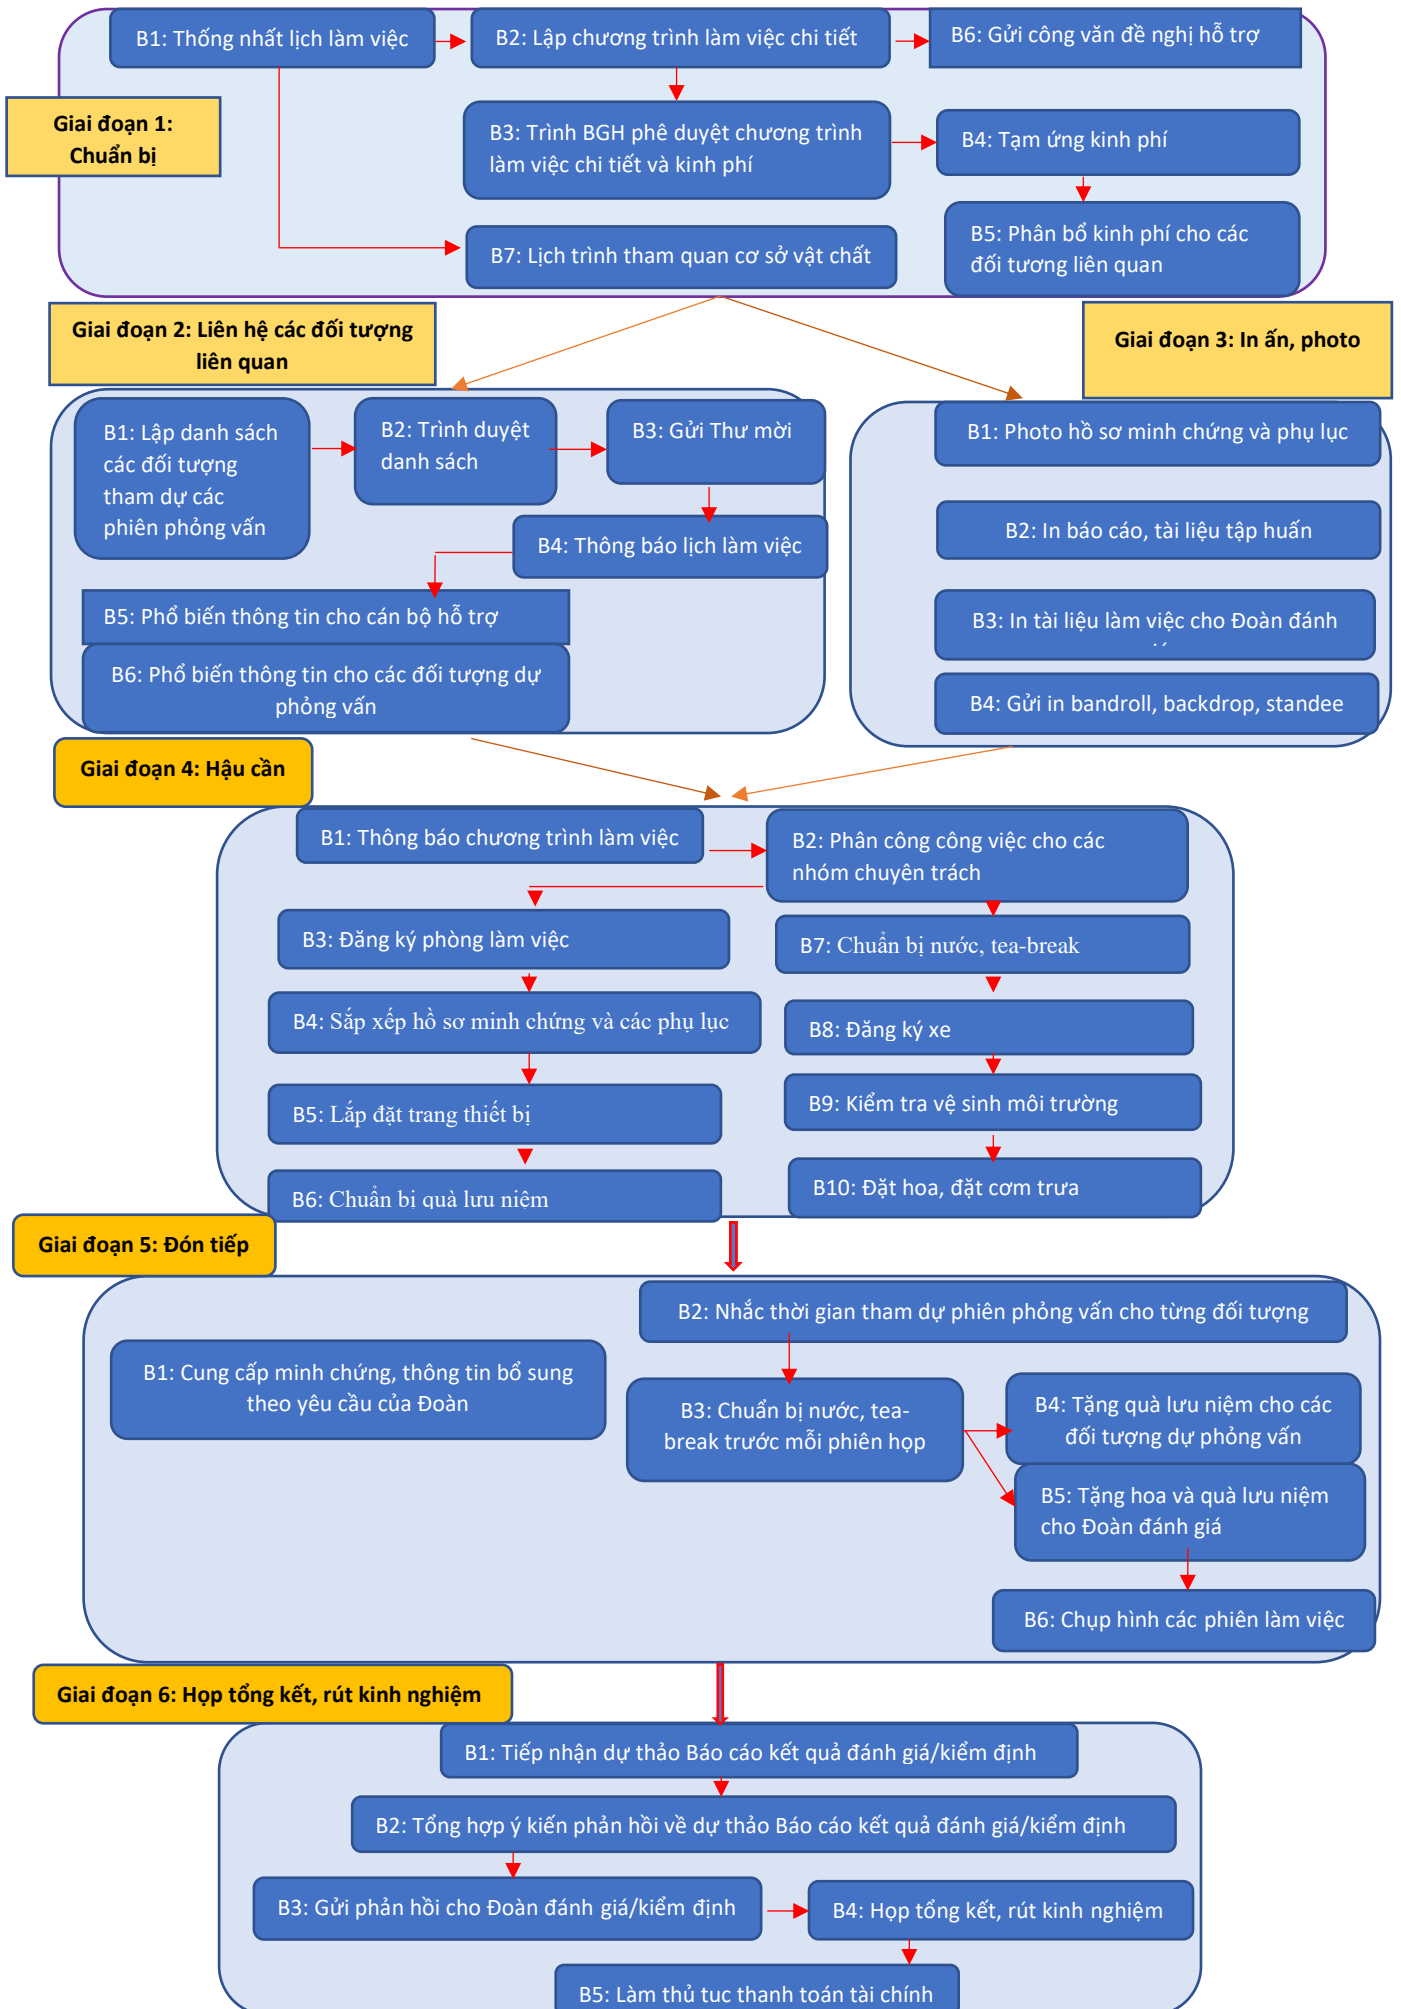 B1: Thống nhất lịch làm việc
B2: Lập chương trình làm việc chi tiết
B6: Gửi công văn đề nghị hỗ trợ
Giai đoạn 1:
Chuẩn bị
B3: Trình BGH phê duyệt chương trình
làm việc chi tiết và kinh phí
B4: Tạm ứng kinh phí
B5: Phân bổ kinh phí cho các
đối tương liên quan
B7: Lịch trình tham quan cơ sở vật chất
Giai đoạn 2: Liên hệ các đối tượng
liên quan
Giai đoạn 3: In ấn, photo
B1: Lập danh sách
các đối tượng
tham dự các
phiên phỏng vấn
B2: Trình duyệt
danh sách
B3: Gửi Thư mời
B4: Thông báo lịch làm việc
B5: Phổ biến thông tin cho cán bộ hỗ trợ
B6: Phổ biến thông tin cho các đối tượng dự
phỏng vấn
B1: Photo hồ sơ minh chứng và phụ lục
B2: In báo cáo, tài liệu tập huấn
B3: In tài liệu làm việc cho Đoàn đánh
B4: Gửi in bandroll, backdrop, standee
Giai đoạn 4: Hậu cần
B1: Thông báo chương trình làm việc
B2: Phân công công việc cho các
nhóm chuyên trách
B3: Đăng ký phòng làm việc
B4: Sắp xếp hồ sơ minh chứng và các phụ lục
B5: Lắp đặt trang thiết bị
B6: Chuẩn bị quà lưu niệm
B7: Chuẩn bị nước, tea-break
B8: Đăng ký xe
B9: Kiểm tra vệ sinh môi trường
B10: Đặt hoa, đặt cơm trưa
Giai đoạn 5: Đón tiếp
B1: Cung cấp minh chứng, thông tin bổ sung
theo yêu cầu của Đoàn
B2: Nhắc thời gian tham dự phiên phỏng vấn cho từng đối tượng
B3: Chuẩn bị nước, tea-
break trước mỗi phiên họp
B4: Tặng quà lưu niệm cho các
đối tượng dự phỏng vấn
B5: Tặng hoa và quà lưu niệm
cho Đoàn đánh giá
B6: Chụp hình các phiên làm việc
Giai đoạn 6: Họp tổng kết, rút kinh nghiệm
B1: Tiếp nhận dự thảo Báo cáo kết quả đánh giá/kiểm định
B2: Tổng hợp ý kiến phản hồi về dự thảo Báo cáo kết quả đánh giá/kiểm định
B3: Gửi phản hồi cho Đoàn đánh giá/kiểm định
B4: Họp tổng kết, rút kinh nghiệm
B5: Làm thủ tục thanh toán tài chính